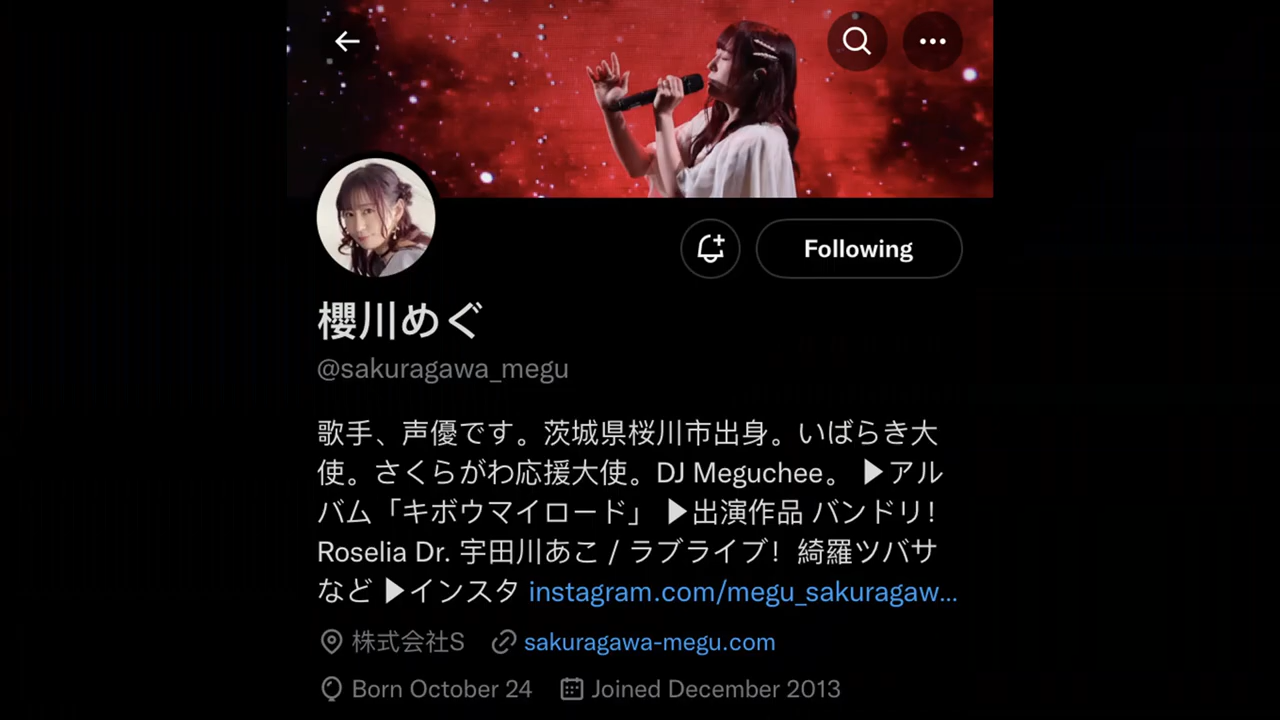 Following
櫻川めぐ
@sakuragawa_megu
歌手、声優です。茨城県桜川市出身。いばらき大
使。さくらがわ応援大使。DJ Meguchee。 ▶アル
バム「キボウマイロード」 ▶出演作品 バンドリ!
Roselia Dr. 宇田川あこ / ラブライブ! 綺羅ツバサ
など ▶インスタ instagram.com/megu_sakuragaw...
株式会社S sakuragawa-megu.com
Born October 24 Joined December 2013